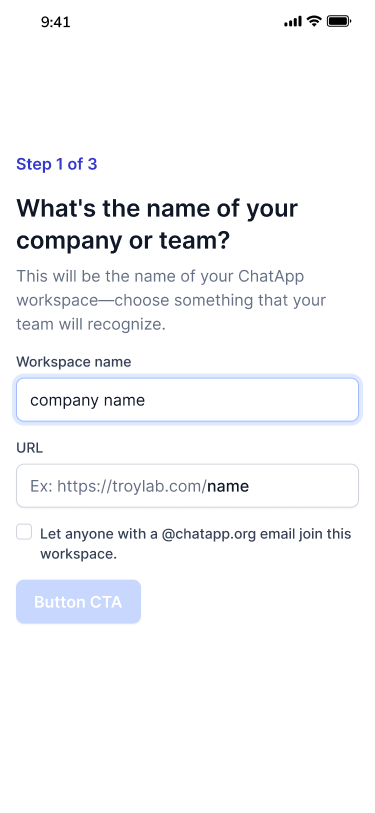 9:41
Step 1 of 3
What's the name of your
company or team?
This will be the name of your ChatApp
workspace—choose something that your
team will recognize.
Workspace name
company name
URL
Ex: https://troylab.com/name
Let anyone with a @chatapp.org email join this
workspace.
Button CTA